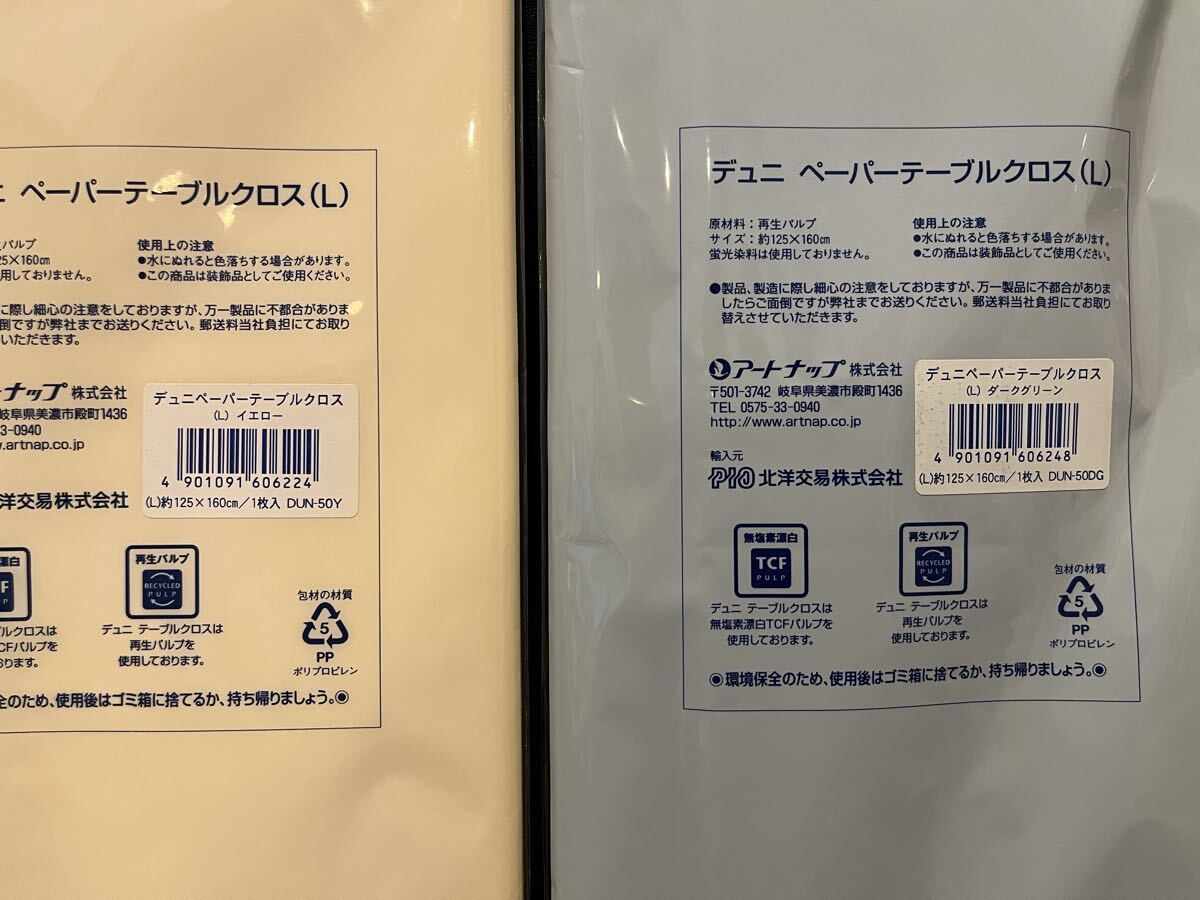 ニ ペーパーテーブルクロス(L)
パルプ
25×160㎝
用しておりません。
使用上の注意
●水にぬれると色落ちする場合があります。
●この商品は装飾品としてご使用ください。
に際し細心の注意をしておりますが、万一製品に不都合がありま
倒ですが弊社までお送りください。郵送料当社負担にてお取り
いただきます。
ナップ 株式会社
岐阜県美濃市殿町1436
33-0940
w.artnap.co.jp
洋交易株式会社
デュニペーパーテーブルクロス
(L) イエロー
4 901091 606224
(L)約125×160㎝/1枚入 DUN-50Y
漂白
F
ULP
ルクロスは
CFパルプを
ます。
再生パルプ
RECYCLED
PULP
デュニ テーブルクロスは
再生パルプを
使用しております。
包材の材質
5
PP
ポリプロピレン
全のため、使用後はゴミ箱に捨てるか、持ち帰りましょう。◉
デュニ ペーパーテーブルクロス(L)
原材料：再生パルプ
サイズ：約125×160㎝
蛍光染料は使用しておりません。
使用上の注意
●水にぬれると色落ちする場合があります。
●この商品は装飾品としてご使用ください。
●製品、製造に際し細心の注意をしておりますが、万一製品に不都合がありま
したらご面倒ですが弊社までお送りください。郵送料当社負担にてお取り
替えさせていただきます。
アートナップ 株式会社
〒501-3742 岐阜県美濃市殿町1436
TEL 0575-33-0940
http://www.artnap.co.jp
輸入元
PIO 北洋交易株式会社
デュニペーパーテーブルクロス
(L) ダークグリーン
4 901091 606248
(L)約125×160㎝/1枚入 DUN-50DG
無塩素漂白
TCF
PULP
デュニ テーブルクロスは
無塩素漂白TCFパルプを
使用しております。
再生パルプ
RECYCLED
PULP
デュニ テーブルクロスは
再生パルプを
使用しております。
包材の材質
5
PP
ポリプロピレン
◉環境保全のため、使用後はゴミ箱に捨てるか、持ち帰りましょう。◉